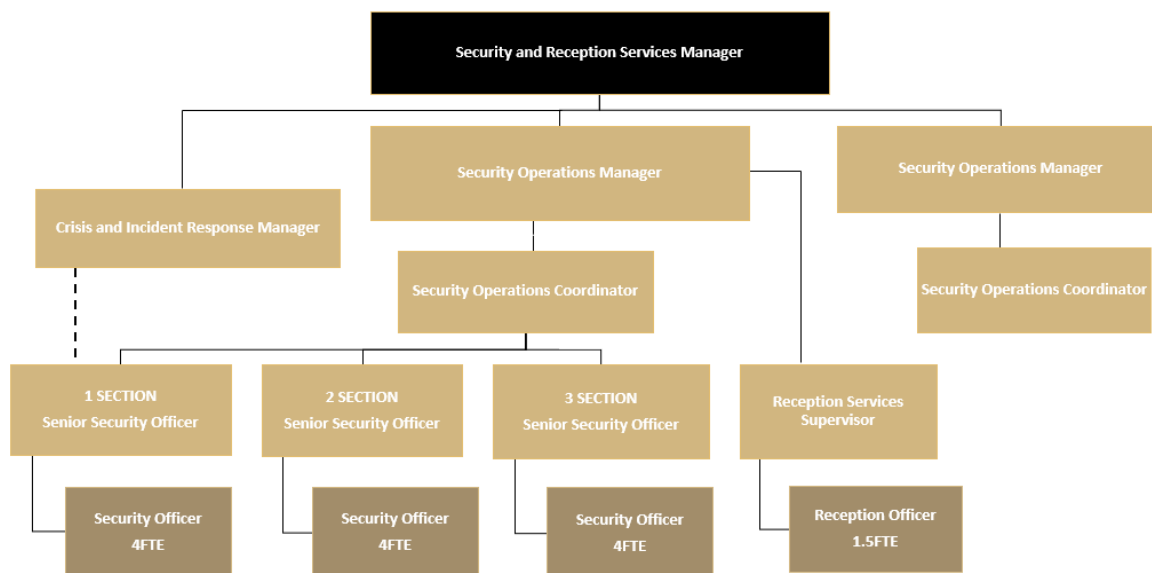 Security and Reception Services Manager
Security Operations Manager
Security Operations Manager
Crisis and Incident Response Manager
Security Operations Coordinator
Security Operations Coordinator
1 SECTION
Senior Security Officer
2 SECTION
Senior Security Officer
3 SECTION
Senior Security Officer
Reception Services
Supervisor
Security Officer
4FTE
Security Officer
4FTE
Security Officer
4FTE
Reception Officer
1.5FTE